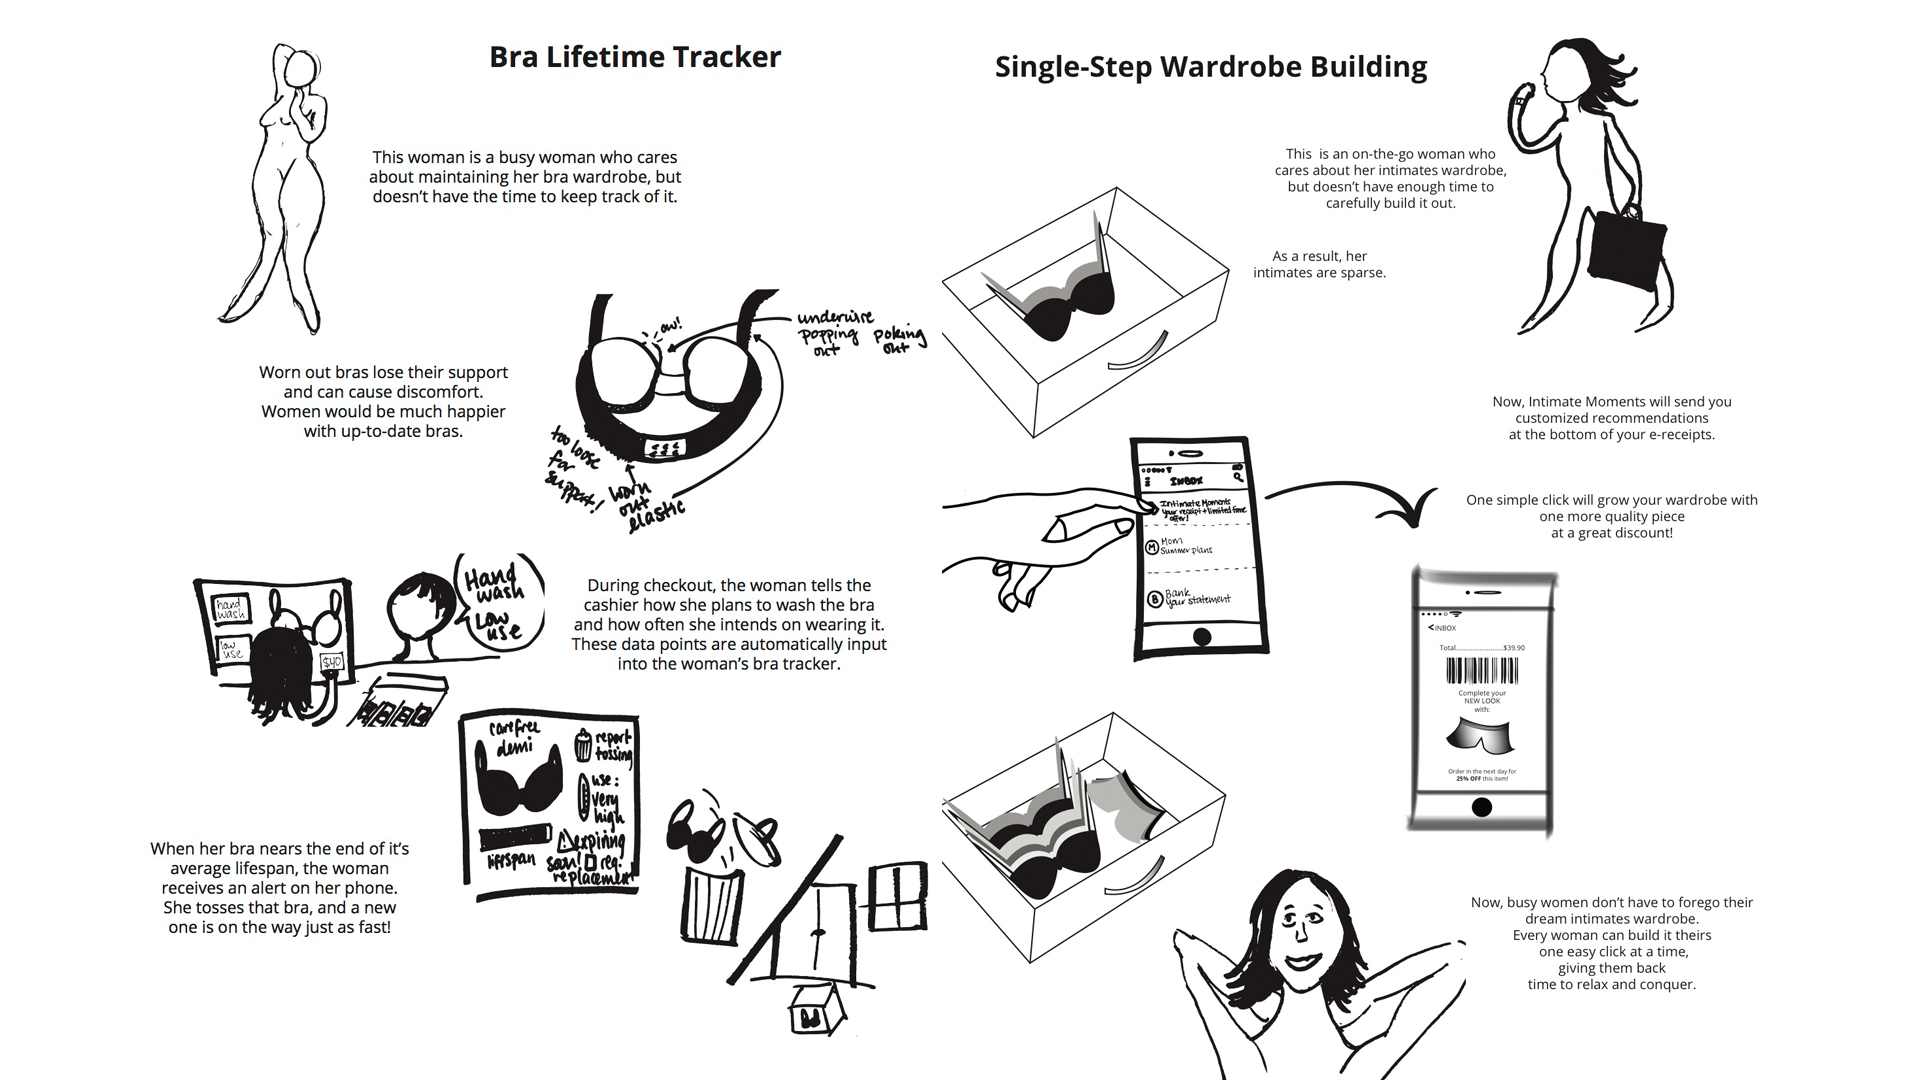 Bra Lifetime Tracker
This woman is a busy woman who cares
about maintaining her bra wardrobe, but
doesn't have the time to keep track of it.
Worn out bras lose their support
and can cause discomfort.
Women would be much happier
with up-to-date bras.
ow!
underwire
popping poking
out out
too loose
for
support!
worn
out
elastic
hand
wash
low
use
$40
Hand
wash
Low
use
During checkout, the woman tells the
cashier how she plans to wash the bra
and how often she intends on wearing it.
These data points are automatically input
into the woman's bra tracker.
carefree
demi
report
tossing
use:
very
high
lifespan
expiring
soon! req.
replacement
When her bra nears the end of it's
average lifespan, the woman
receives an alert on her phone.
She tosses that bra, and a new
one is on the way just as fast!
Single-Step Wardrobe Building
This is an on-the-go woman who
cares about her intimates wardrobe,
but doesn't have enough time to
carefully build it out.
As a result, her
intimates are sparse.
Now, Intimate Moments will send you
customized recommendations
at the bottom of your e-receipts.
INBOX
Intimate Moments
Your receipt + limited time
offer!
M Mom
Summer plans
B Bank
Your statement
One simple click will grow your wardrobe with
one more quality piece
at a great discount!
<INBOX
Total........................$39.90
Complete your
NEW LOOK
with:
Order in the next day for
25% OFF this item!
Now, busy women don't have to forego their
dream intimates wardrobe.
Every woman can build it theirs
one easy click at a time,
giving them back
time to relax and conquer.